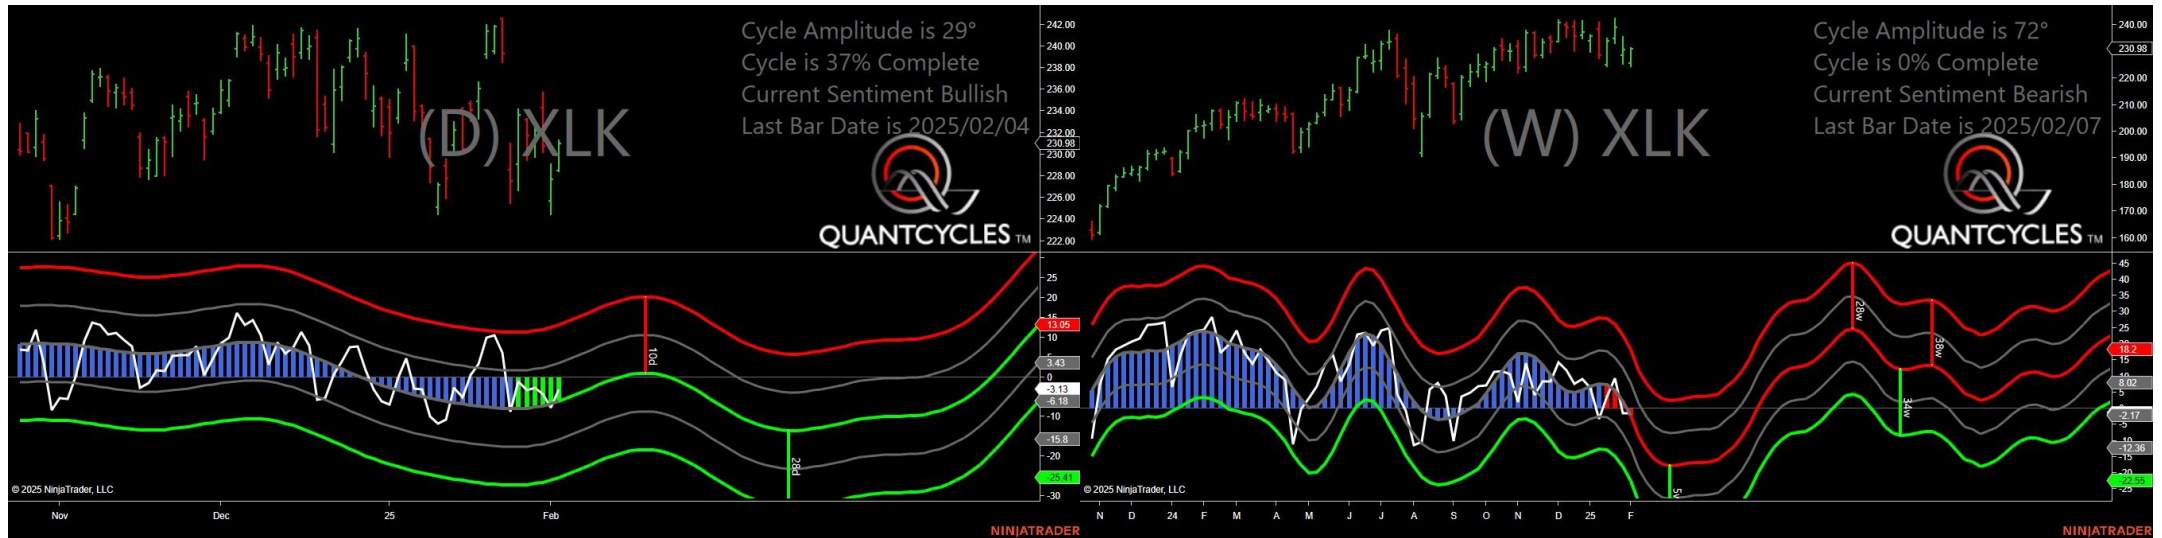 Cycle Amplitude is 29°
Cycle is 37% Complete
Current Sentiment Bullish
Last Bar Date is 2025/02/04
(D) XLK
QUANTCYCLES TM
242.00
240.00
238.00
236.00
234.00
232.00
230.98
230.00
228.00
226.00
224.00
222.00
25
20
15
13.05
10
5
3.43
0
-3.13
-6.18
-10
-15.8
-20
-25.41
-30
10d
28d
© 2025 NinjaTrader, LLC
Nov
Dec
25
Feb
NINJATRADER
Cycle Amplitude is 72°
Cycle is 0% Complete
Current Sentiment Bearish
Last Bar Date is 2025/02/07
(W) XLK
QUANTCYCLES TM
240.00
230.98
220.00
210.00
200.00
190.00
180.00
170.00
160.00
45
40
35
30
25
18.2
15
8.02
5
-2.17
-5
-12.36
-15
-20
-22.55
-25
28w
38w
34w
© 2025 NinjaTrader, LLC
N
D
24
F
M
A
M
J
J
A
S
O
N
D
25
F
NINJATRADER